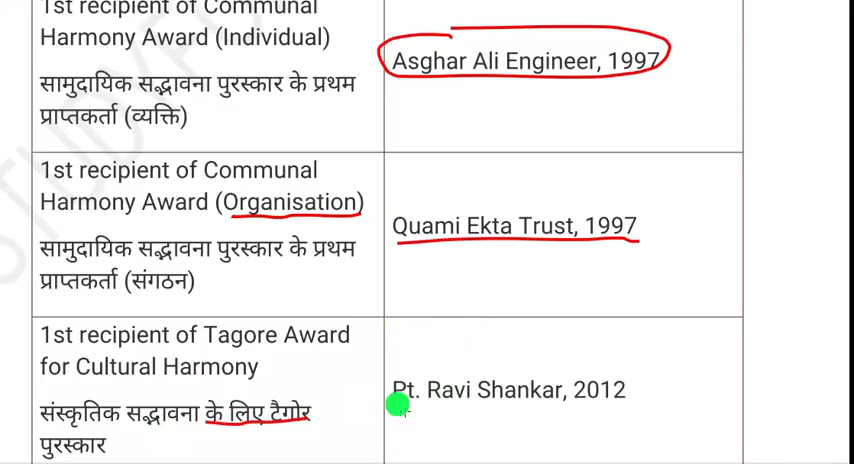 1st recipient of Communal
Harmony Award (Individual)
सामुदायिक सद्भावना पुरस्कार के प्रथम
प्राप्तकर्ता (व्यक्ति)
Asghar Ali Engineer, 1997
1st recipient of Communal
Harmony Award (Organisation)
सामुदायिक सद्भावना पुरस्कार के प्रथम
प्राप्तकर्ता (संगठन)
Quami Ekta Trust, 1997
1st recipient of Tagore Award
for Cultural Harmony
संस्कृतिक सद्भावना के लिए टैगोर
पुरस्कार
Pt. Ravi Shankar, 2012